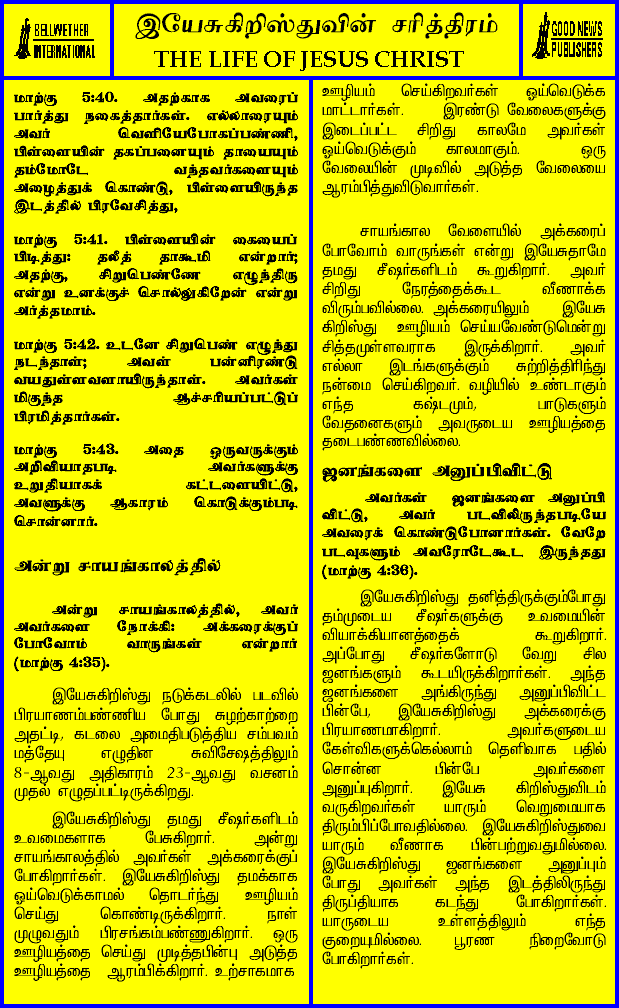 BELLWETHER
INTERNATIONAL
இயேசுகிறிஸ்துவின் சரித்திரம்
THE LIFE OF JESUS CHRIST
GOOD NEWS
PUBLISHERS
மாற்கு 5:40. அதற்காக அவரைப்
பார்த்து நகைத்தார்கள். எல்லாரையும்
அவர் வெளியேபோகப்பண்ணி,
பிள்ளையின் தகப்பனையும் தாயையும்
தம்மோடே வந்தவர்களையும்
அழைத்துக் கொண்டு, பிள்ளையிருந்த
இடத்தில் பிரவேசித்து,
மாற்கு 5:41. பிள்ளையின் கையைப்
பிடித்து: தலீத் தாகூமி என்றார்;
அதற்கு, சிறுபெண்ணே எழுந்திரு
என்று உனக்குச் சொல்லுகிறேன் என்று
அர்த்தமாம்.
மாற்கு 5:42. உடனே சிறுபெண் எழுந்து
நடந்தாள்; அவள் பன்னிரண்டு
வயதுள்ளவளாயிருந்தாள். அவர்கள்
மிகுந்த ஆச்சரியப்பட்டுப்
பிரமித்தார்கள்.
மாற்கு 5:43. அதை ஒருவருக்கும்
அறிவியாதபடி அவர்களுக்கு
உறுதியாகக் கட்டளையிட்டு,
அவளுக்கு ஆகாரம் கொடுக்கும்படி
சொன்னார்.
அன்று சாயங்காலத்தில்
அன்று சாயங்காலத்தில், அவர்
அவர்களை நோக்கி: அக்கரைக்குப்
போவோம் வாருங்கள் என்றார்
(மாற்கு 4:35).
இயேசுகிறிஸ்து நடுக்கடலில் படவில்
பிரயாணம்பண்ணிய போது சுழற்காற்றை
அதட்டி, கடலை அமைதிபடுத்திய சம்பவம்
மத்தேயு எழுதின சுவிசேஷத்திலும்
8-ஆவது அதிகாரம் 23-ஆவது வசனம்
முதல் எழுதப்பட்டிருக்கிறது.
இயேசுகிறிஸ்து தமது சீஷர்களிடம்
உவமைகளாக பேசுகிறார். அன்று
சாயங்காலத்தில் அவர்கள் அக்கரைக்குப்
போகிறார்கள். இயேசுகிறிஸ்து தமக்காக
ஓய்வெடுக்காமல் தொடர்ந்து ஊழியம்
செய்து கொண்டிருக்கிறார். நாள்
முழுவதும் பிரசங்கம்பண்ணுகிறார். ஒரு
ஊழியத்தை செய்து முடித்தபின்பு அடுத்த
ஊழியத்தை ஆரம்பிக்கிறார். உற்சாகமாக
ஊழியம் செய்கிறவர்கள் ஓய்வெடுக்க
மாட்டார்கள். இரண்டு வேலைகளுக்கு
இடைப்பட்ட சிறிது காலமே அவர்கள்
ஓய்வெடுக்கும் காலமாகும். ஒரு
வேலையின் முடிவில் அடுத்த வேலையை
ஆரம்பித்துவிடுவார்கள்.
சாயங்கால வேளையில் அக்கரைப்
போவோம் வாருங்கள் என்று இயேசுதாமே
தமது சீஷர்களிடம் கூறுகிறார். அவர்
சிறிது நேரத்தைக்கூட வீணாக்க
விரும்பவில்லை. அக்கரையிலும் இயேசு
கிறிஸ்து ஊழியம் செய்யவேண்டுமென்று
சித்தமுள்ளவராக இருக்கிறார். அவர்
எல்லா இடங்களுக்கும் சுற்றித்திரிந்து
நன்மை செய்கிறவர். வழியில் உண்டாகும்
எந்த கஷ்டமும், பாடுகளும்
வேதனைகளும் அவருடைய ஊழியத்தை
தடைபண்ணவில்லை.
ஜனங்களை அனுப்பிவிட்டு
அவர்கள் ஜனங்களை அனுப்பி
விட்டு, அவர் படவிலிருந்தபடியே
அவரைக் கொண்டுபோனார்கள். வேறே
படவுகளும் அவரோடேகூட இருந்தது
(மாற்கு 4:36).
இயேசுகிறிஸ்து தனித்திருக்கும்போது
தம்முடைய சீஷர்களுக்கு உவமையின்
வியாக்கியானத்தைக் கூறுகிறார்.
அப்போது சீஷர்களோடு வேறு சில
ஜனங்களும் கூடயிருக்கிறார்கள். அந்த
ஜனங்களை அங்கிருந்து அனுப்பிவிட்ட
பின்பே, இயேசுகிறிஸ்து அக்கரைக்கு
பிரயாணமாகிறார். அவர்களுடைய
கேள்விகளுக்கெல்லாம் தெளிவாக பதில்
சொன்ன பின்பே அவர்களை
அனுப்புகிறார். இயேசு கிறிஸ்துவிடம்
வருகிறவர்கள் யாரும் வெறுமையாக
திரும்பிப்போவதில்லை. இயேசுகிறிஸ்துவை
யாரும் வீணாக பின்பற்றுவதுமில்லை.
இயேசுகிறிஸ்து ஜனங்களை அனுப்பும்
போது அவர்கள் அந்த இடத்திலிருந்து
திருப்தியாக கடந்து போகிறார்கள்.
யாருடைய உள்ளத்திலும் எந்த
குறையுமில்லை. பூரண நிறைவோடு
போகிறார்கள்.